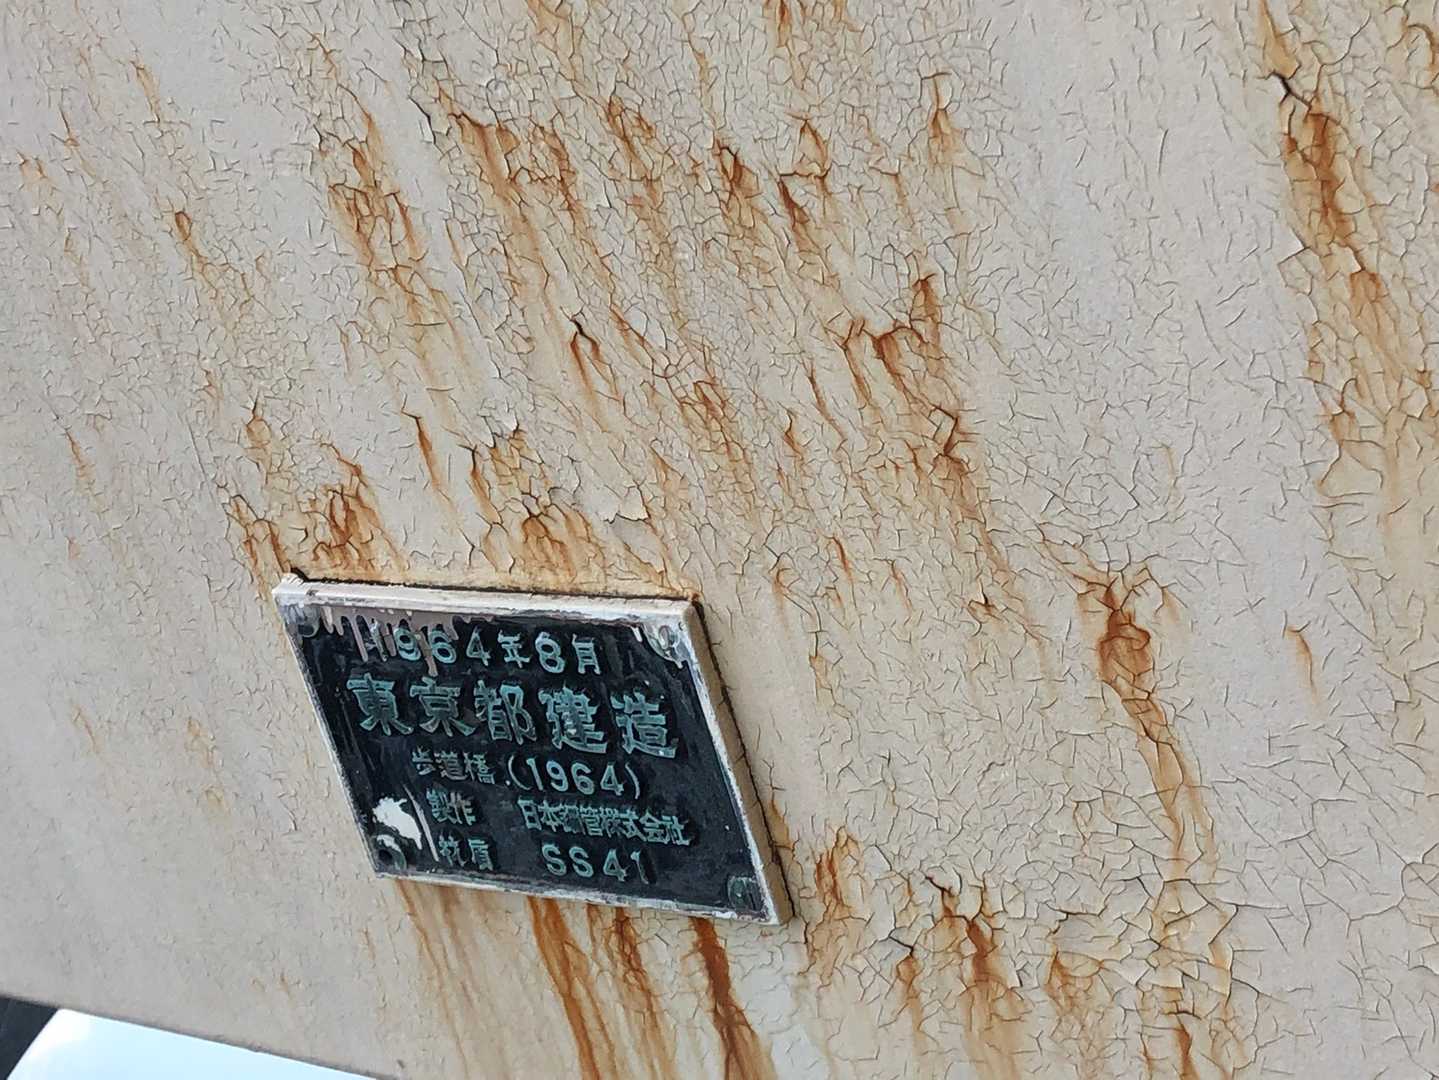 1964年8月
東京都建造
歩道橋 (1964)
製作 日本鋼管株式会社
材質 SS41